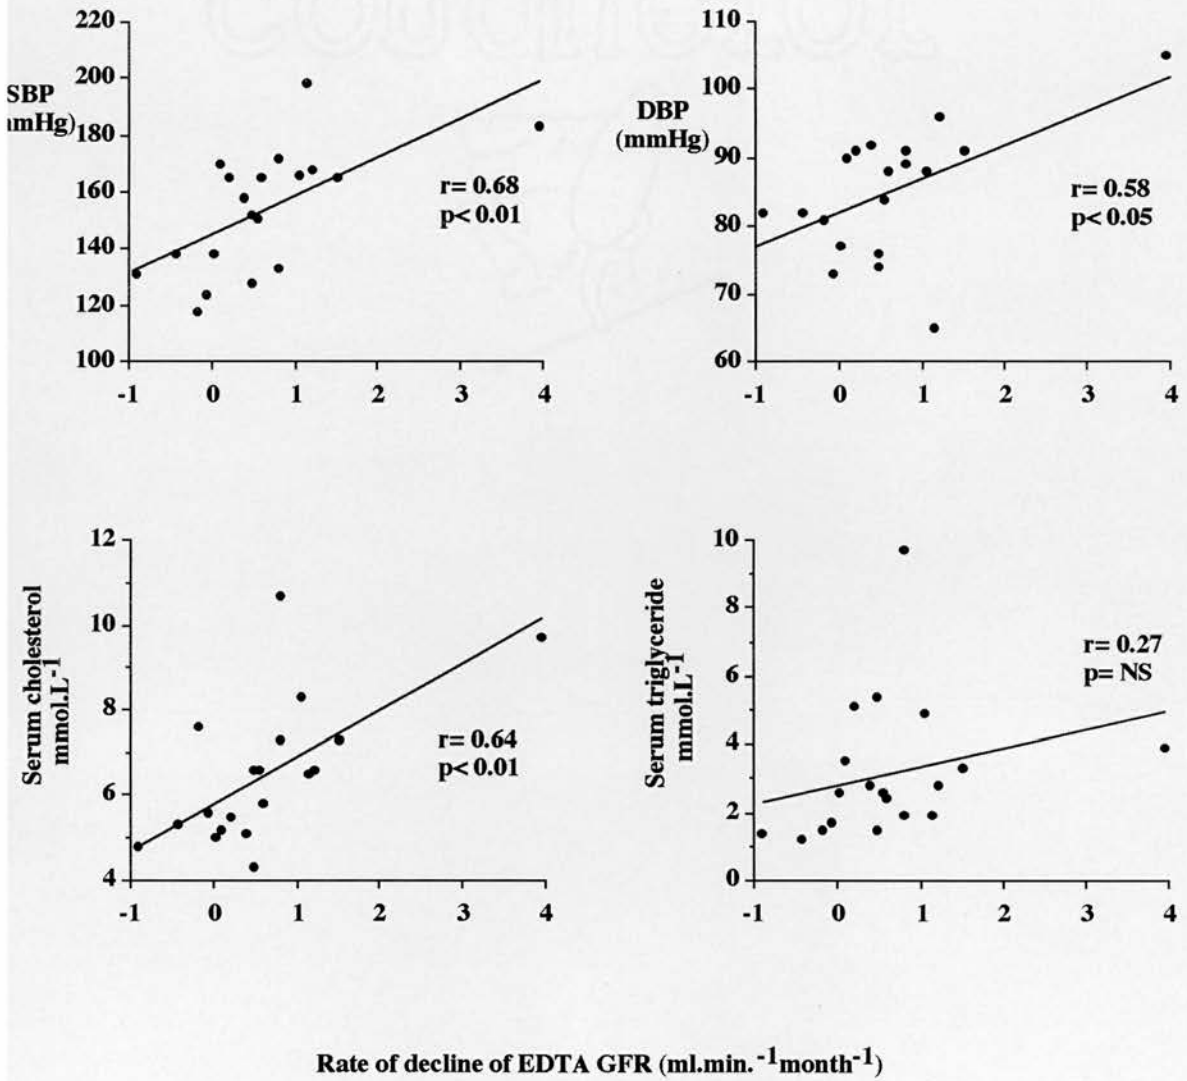 220
200
180
160
140
120
100
SBP
mmHg)
r= 0.68
p< 0.01
-1 0 1 2 3 4
110
100
90
80
70
60
DBP
(mmHg)
r= 0.58
p< 0.05
-1 0 1 2 3 4
12
10
8
6
4
Serum cholesterol
mmol.L-1
r= 0.64
p< 0.01
-1 0 1 2 3 4
10
8
6
4
2
0
Serum triglyceride
mmol.L-1
r= 0.27
p= NS
-1 0 1 2 3 4
Rate of decline of EDTA GFR (ml.min.-1month-1)